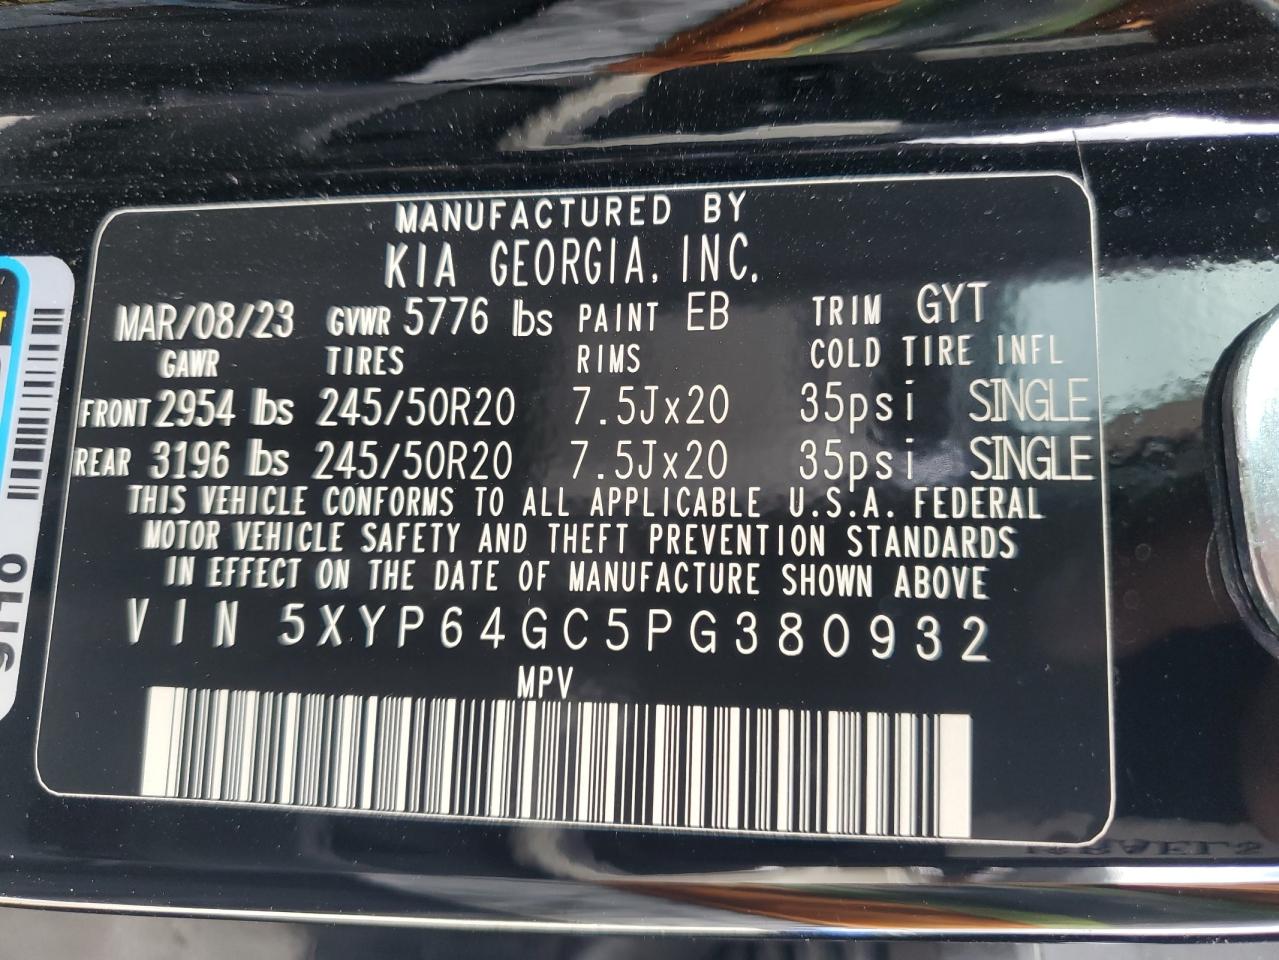 MANUFACTURED BY
KIA GEORGIA, INC.
MAR/08/23 GVWR 5776 lbs PAINT EB TRIM GYT
GAWR TIRES RIMS COLD TIRE INFL
FRONT 2954 lbs 245/50R20 7.5Jx20 35psi SINGLE
REAR 3196 lbs 245/50R20 7.5Jx20 35psi SINGLE
THIS VEHICLE CONFORMS TO ALL APPLICABLE U.S.A. FEDERAL
MOTOR VEHICLE SAFETY AND THEFT PREVENTION STANDARDS
IN EFFECT ON THE DATE OF MANUFACTURE SHOWN ABOVE
VIN 5XYP64GC5PG380932
MPV